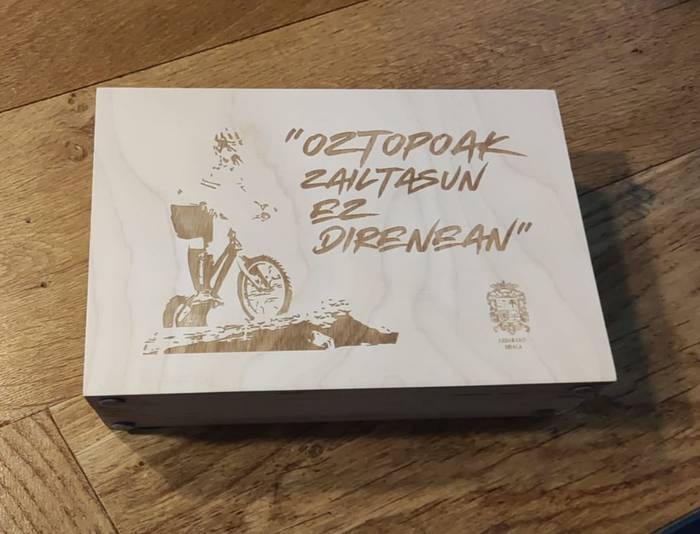 "OZTOPOAK
ZAILTASUN
EZ
DIRENEAN"